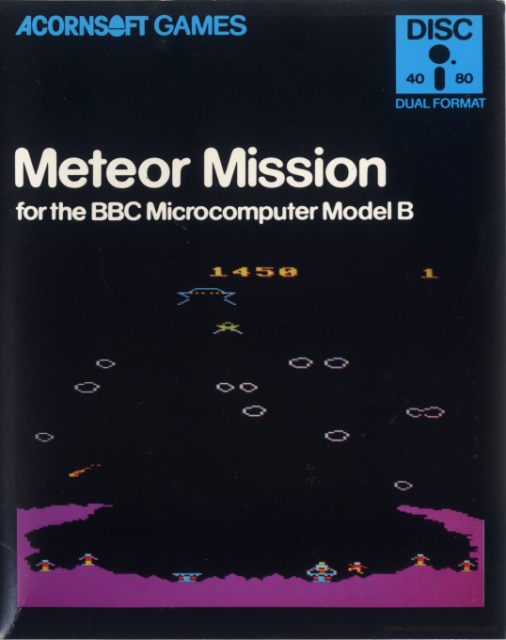 ACORNSOFT GAMES
DISC
40 80
DUAL FORMAT
Meteor Mission
for the BBC Microcomputer Model B
1450 1